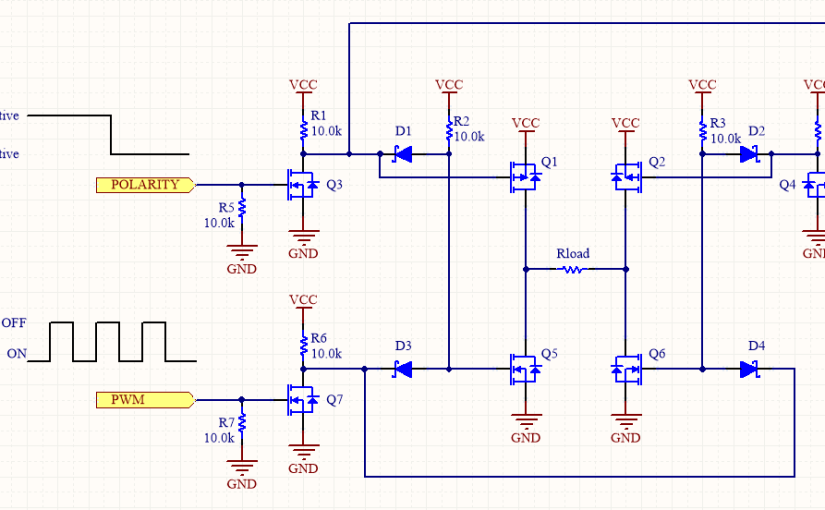 VCC
VCC
VCC
VCC
VCC
VCC
tive
R1
10.0k
D1
R2
10.0k
R3
10.0k
D2
tive
Q1
Q2
POLARITY
Q3
Q4
R5
10.0k
GND
GND
GND
Rload
VCC
OFF
R6
10.0k
D3
Q5
Q6
D4
ON
PWM
Q7
R7
10.0k
GND
GND
GND
GND